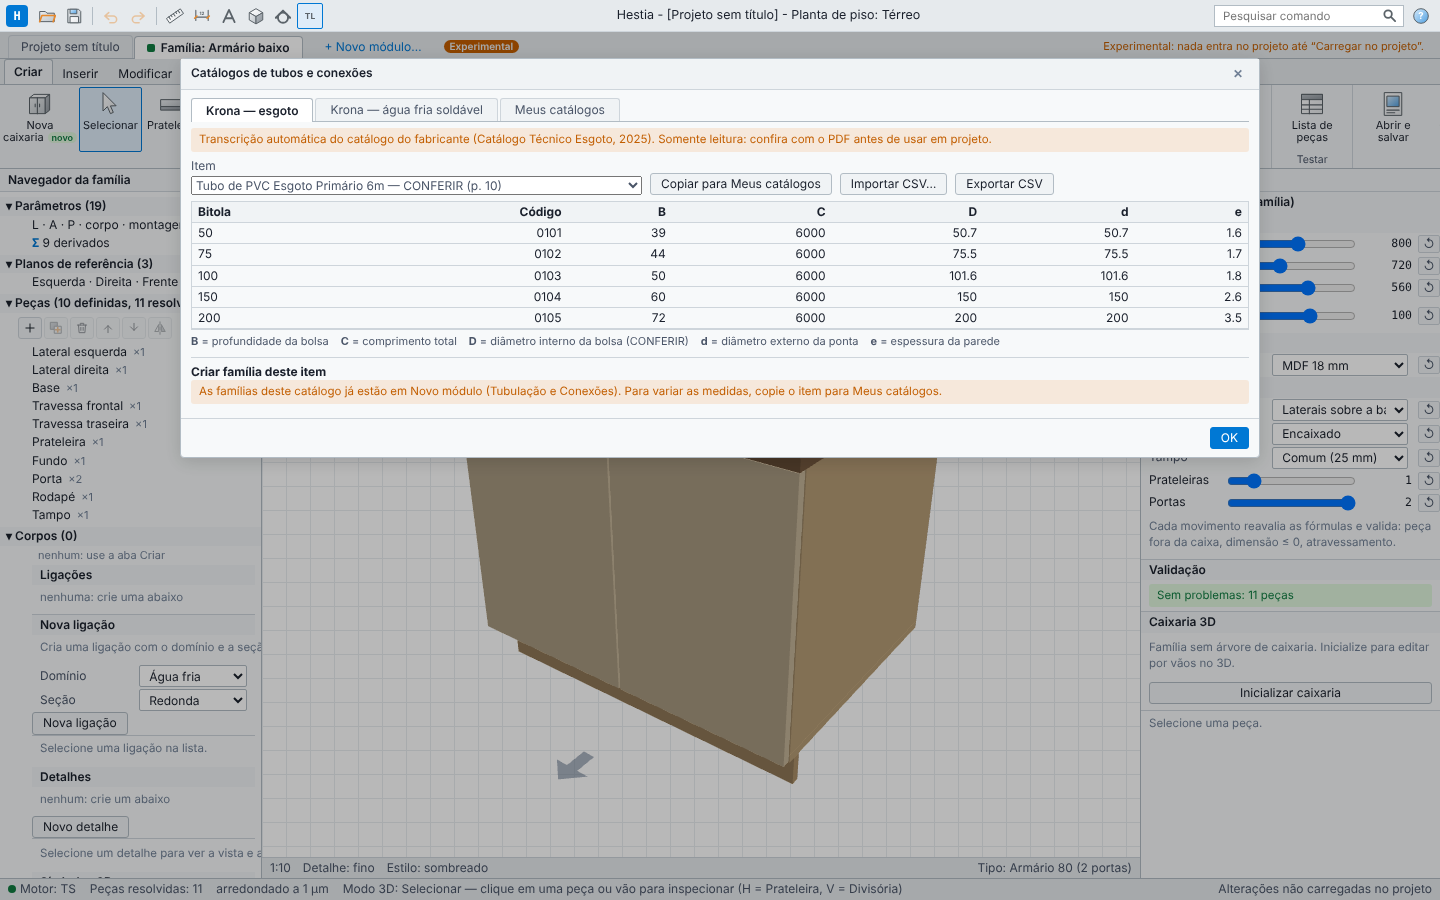 Hestia - [Projeto sem título] - Planta de piso: Térreo
H
TL
Pesquisar comando
?
Projeto sem título
Família: Armário baixo
+ Novo módulo...
Experimental
Experimental: nada entra no projeto até “Carregar no projeto”.
Criar
Inserir
Modificar
Nova caixaria novo
Selecionar
Lista de peças
Abrir e salvar
Testar
Catálogos de tubos e conexões
×
Krona — esgoto
Krona — água fria soldável
Meus catálogos
Transcrição automática do catálogo do fabricante (Catálogo Técnico Esgoto, 2025). Somente leitura: confira com o PDF antes de usar em projeto.
Item
Tubo de PVC Esgoto Primário 6m — CONFERIR (p. 10)
Copiar para Meus catálogos
Importar CSV...
Exportar CSV
Bitola Código B C D d e
50 0101 39 6000 50.7 50.7 1.6
75 0102 44 6000 75.5 75.5 1.7
100 0103 50 6000 101.6 101.6 1.8
150 0104 60 6000 150 150 2.6
200 0105 72 6000 200 200 3.5
B = profundidade da bolsa C = comprimento total D = diâmetro interno da bolsa (CONFERIR) d = diâmetro externo da ponta e = espessura da parede
Criar família deste item
As famílias deste catálogo já estão em Novo módulo (Tubulação e Conexões). Para variar as medidas, copie o item para Meus catálogos.
OK
Navegador da família
Parâmetros (19)
L · A · P · corpo ·
Σ 9 derivados
Planos de referência (3)
Esquerda · Direita · Frente
Peças (10 definidas, 11
Lateral esquerda ×1
Lateral direita ×1
Base ×1
Travessa frontal ×1
Travessa traseira ×1
Prateleira ×1
Fundo ×1
Porta ×2
Rodapé ×1
Tampo ×1
Corpos (0)
nenhum: use a aba Criar
Ligações
nenhuma: crie uma abaixo
Nova ligação
Cria uma ligação com o domínio e a
Domínio Água fria
Seção Redonda
Nova ligação
Selecione uma ligação na lista.
Detalhes
nenhum: crie um abaixo
Novo detalhe
Selecione um detalhe para ver a vista e
800
720
560
100
MDF 18 mm
Laterais sobre a
Encaixado
Comum (25 mm)
Prateleiras 1
Portas 2
Cada movimento reavalia as fórmulas e valida: peça
fora da caixa, dimensão ≤ 0, atravessamento.
Validação
Sem problemas: 11 peças
Caixaria 3D
Família sem árvore de caixaria. Inicialize para editar
por vãos no 3D.
Inicializar caixaria
Selecione uma peça.
1:10 Detalhe: fino Estilo: sombreado
Tipo: Armário 80 (2 portas)
Motor: TS Peças resolvidas: 11 arredondado a 1 µm Modo 3D: Selecionar — clique em uma peça ou vão para inspecionar (H = Prateleira, V = Divisória)
Alterações não carregadas no projeto